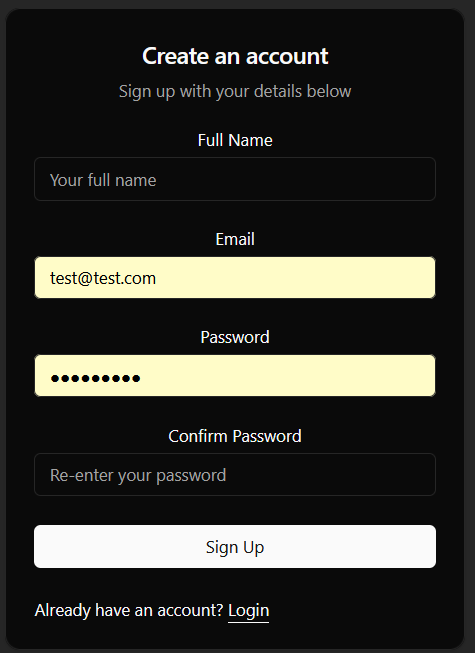 Create an account
Sign up with your details below
Full Name
Your full name
Email
test@test.com
Password
●●●●●●●●●
Confirm Password
Re-enter your password
Sign Up
Already have an account? Login